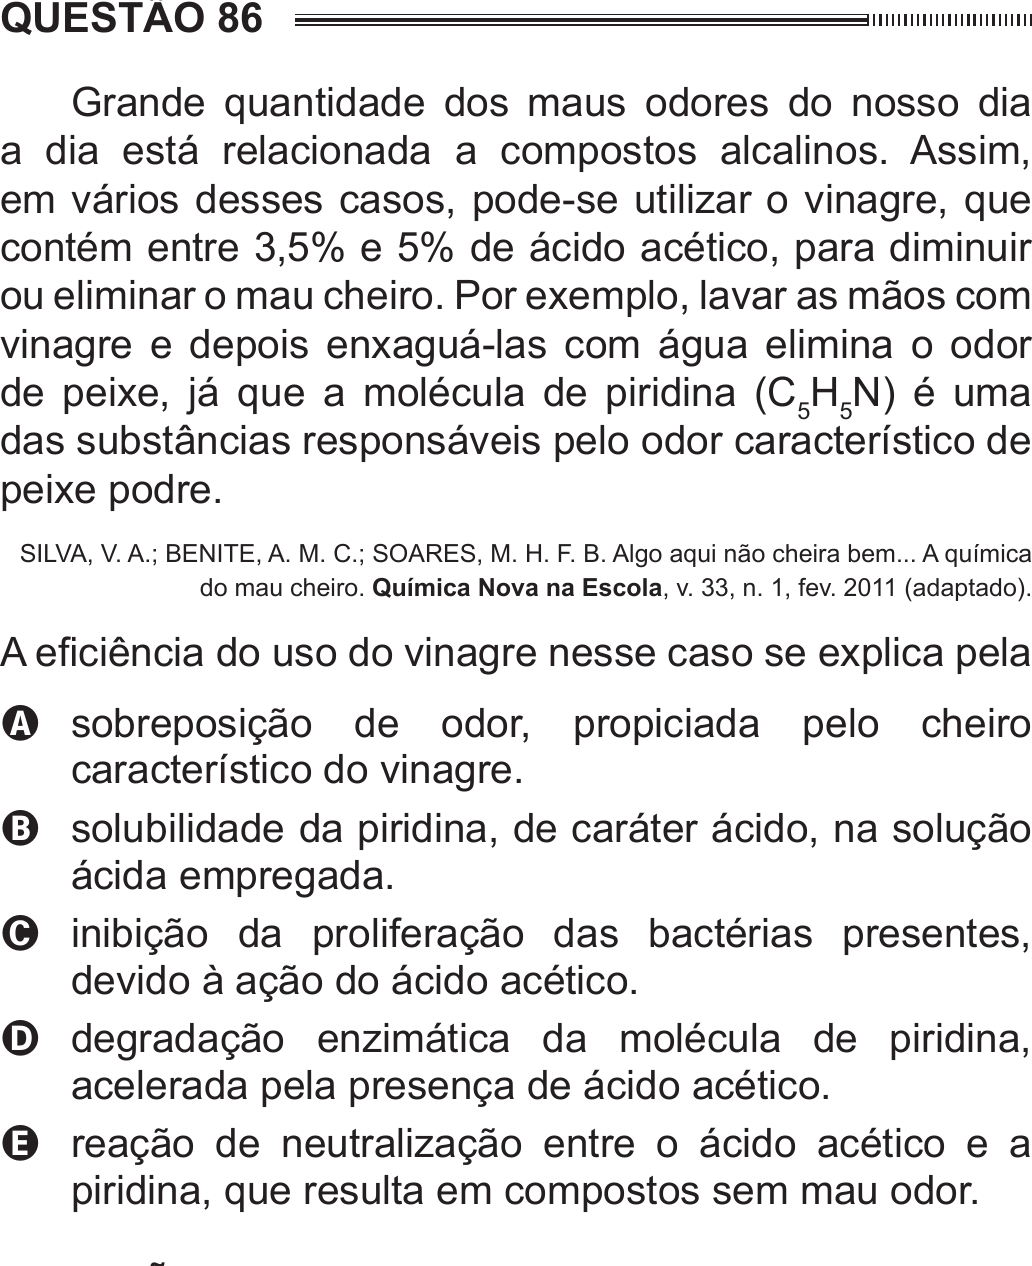 QUESTÃO 86
Grande quantidade dos maus odores do nosso dia
a dia está relacionada a compostos alcalinos. Assim,
em vários desses casos, pode-se utilizar o vinagre, que
contém entre 3,5% e 5% de ácido acético, para diminuir
ou eliminar o mau cheiro. Por exemplo, lavar as mãos com
vinagre e depois enxaguá-las com água elimina o odor
de peixe, já que a molécula de piridina (C₅H₅N) é uma
das substâncias responsáveis pelo odor característico de
peixe podre.
SILVA, V. A.; BENITE, A. M. C.; SOARES, M. H. F. B. Algo aqui não cheira bem... A química
do mau cheiro. Química Nova na Escola, v. 33, n. 1, fev. 2011 (adaptado).
A eficiência do uso do vinagre nesse caso se explica pela
A sobreposição de odor, propiciada pelo cheiro
característico do vinagre.
B solubilidade da piridina, de caráter ácido, na solução
ácida empregada.
C inibição da proliferação das bactérias presentes,
devido à ação do ácido acético.
D degradação enzimática da molécula de piridina,
acelerada pela presença de ácido acético.
E reação de neutralização entre o ácido acético e a
piridina, que resulta em compostos sem mau odor.